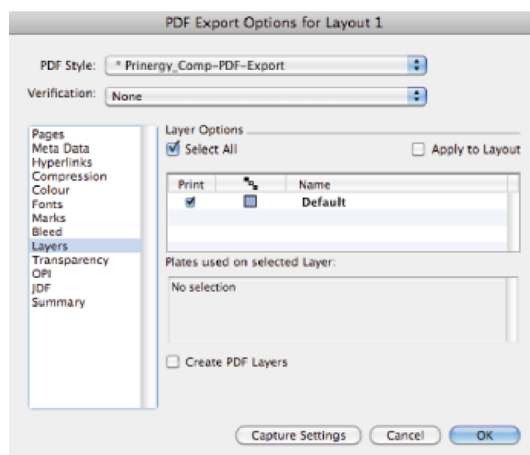 PDF Export Options for Layout 1
PDF Style: * Prinergy_Comp-PDF-Export
Verification: None
Pages
Meta Data
Hyperlinks
Compression
Colour
Fonts
Marks
Bleed
Layers
Transparency
OPI
JDF
Summary
Layer Options
Select All Apply to Layout
Print Name
Default
Plates used on selected Layer:
No selection
Create PDF Layers
Capture Settings Cancel OK